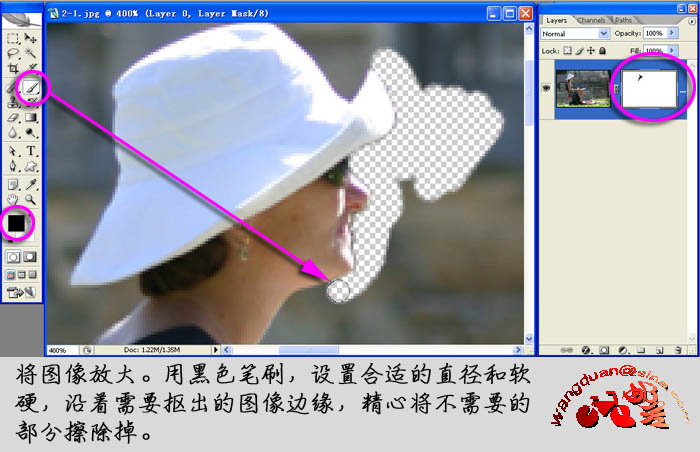 2-1.jpg @ 400% (Layer 0, Layer Mask/8)
Layers Channels Paths
Normal Opacity: 100%
Lock: Fill: 100%
400% Doc: 1.22M/1.35M
将图像放大。用黑色笔刷，设置合适的直径和软
硬，沿着需要抠出的图像边缘，精心将不需要的
部分擦除掉。